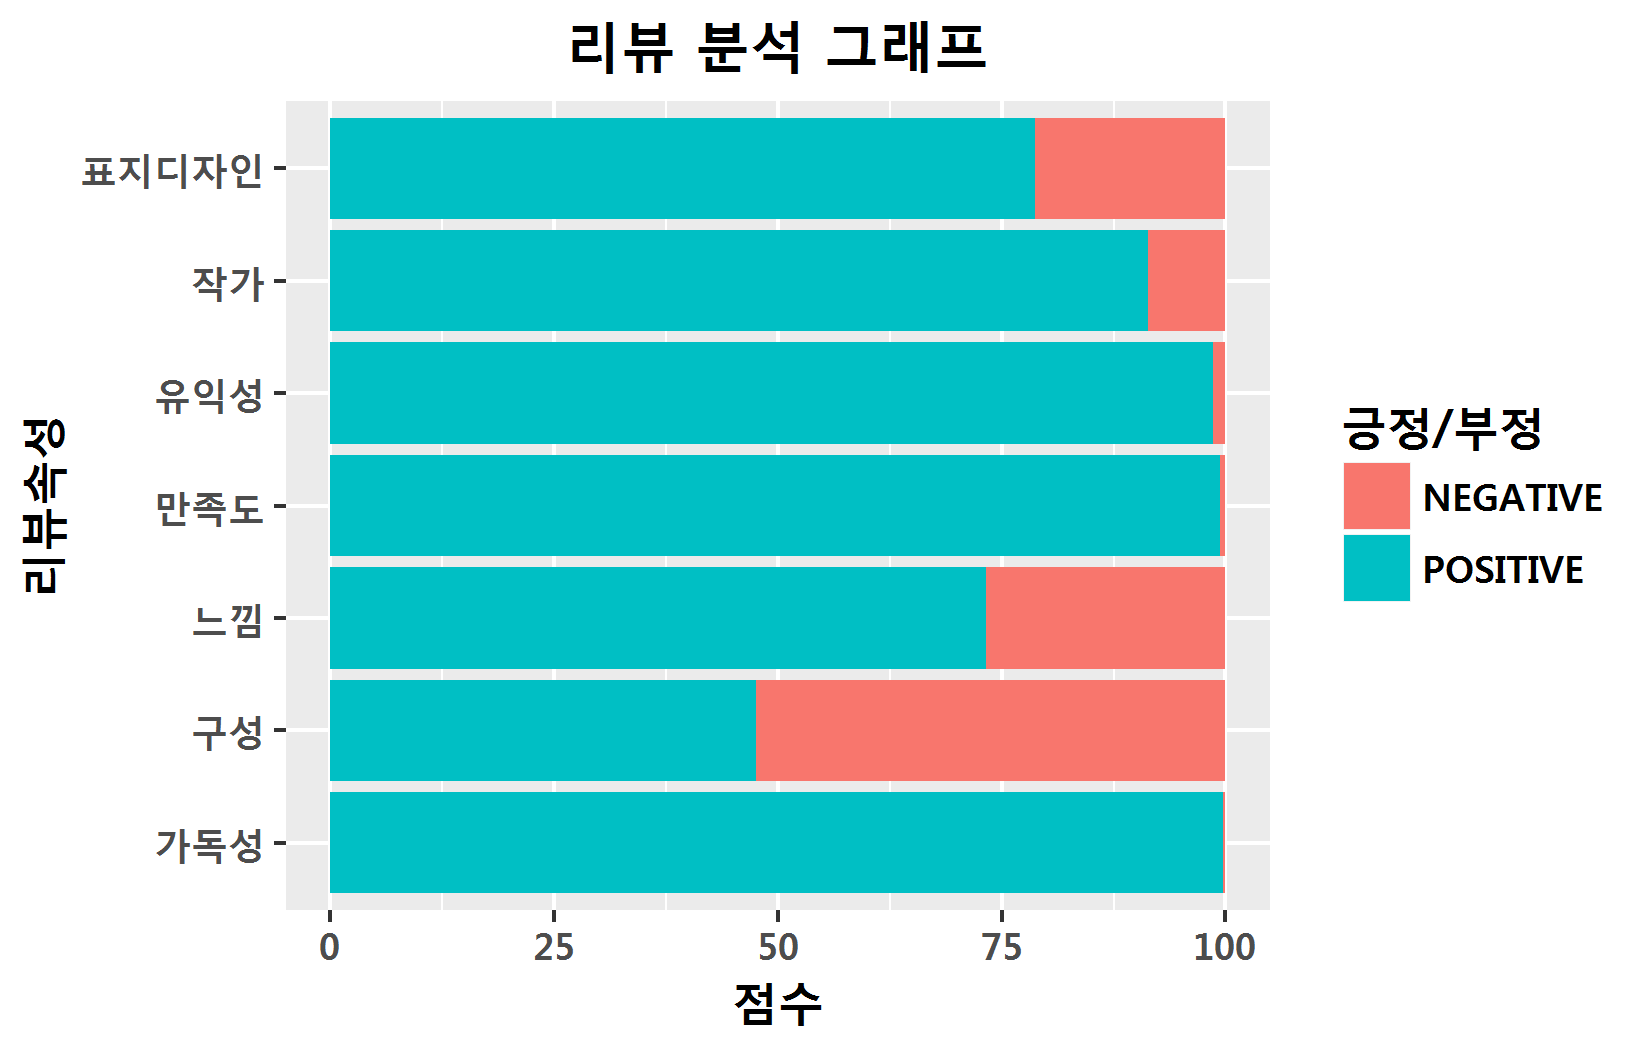 리뷰 분석 그래프
리뷰속성
표지디자인
작가
유익성
만족도
느낌
구성
가독성
0 25 50 75 100
점수
긍정/부정
NEGATIVE
POSITIVE